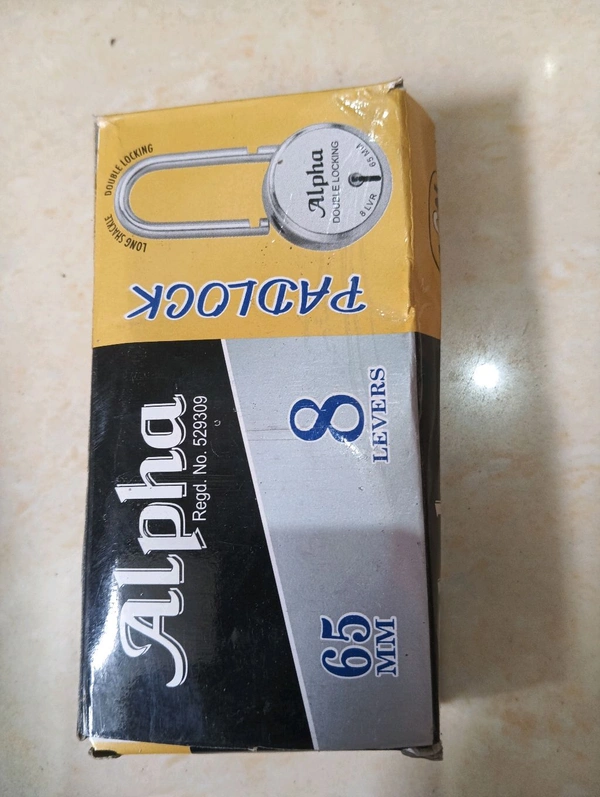 DOUBLE LOCKING
LONG SHACKLE
Alpha
DOUBLE LOCKING
65 MM
8 LVR
PADLOCK
Alpha
Regd. No. 529309
8
LEVERS
65
MM